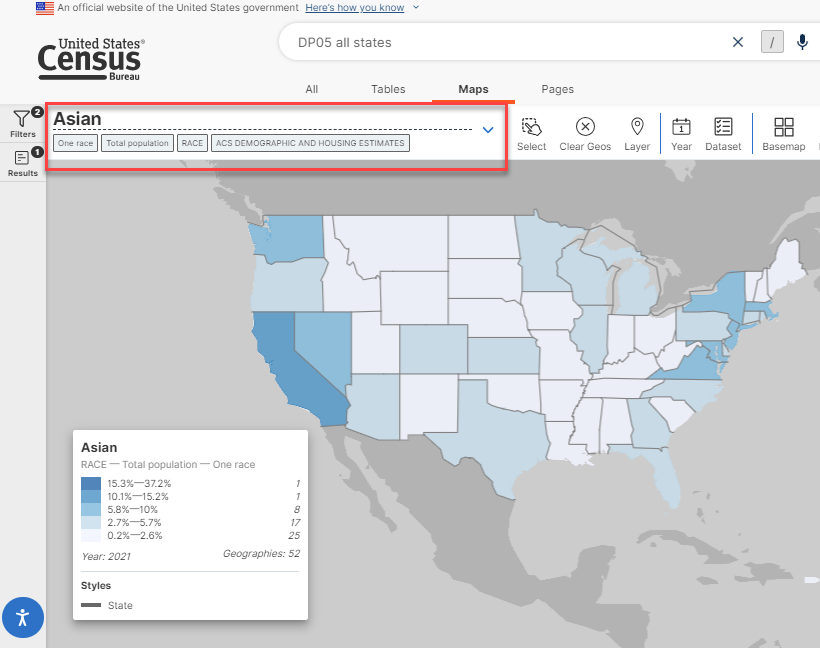 An official website of the United States government Here's how you know
United States®
Census
Bureau
DP05 all states
/
All Tables Maps Pages
2
Filters
1
Results
Asian
One race Total population RACE ACS DEMOGRAPHIC AND HOUSING ESTIMATES
Select Clear Geos Layer 1 Year Dataset Basemap
Asian
RACE — Total population — One race
15.3%—37.2% 1
10.1%—15.2% 1
5.8%—10% 8
2.7%—5.7% 17
0.2%—2.6% 25
Year: 2021 Geographies: 52
Styles
State